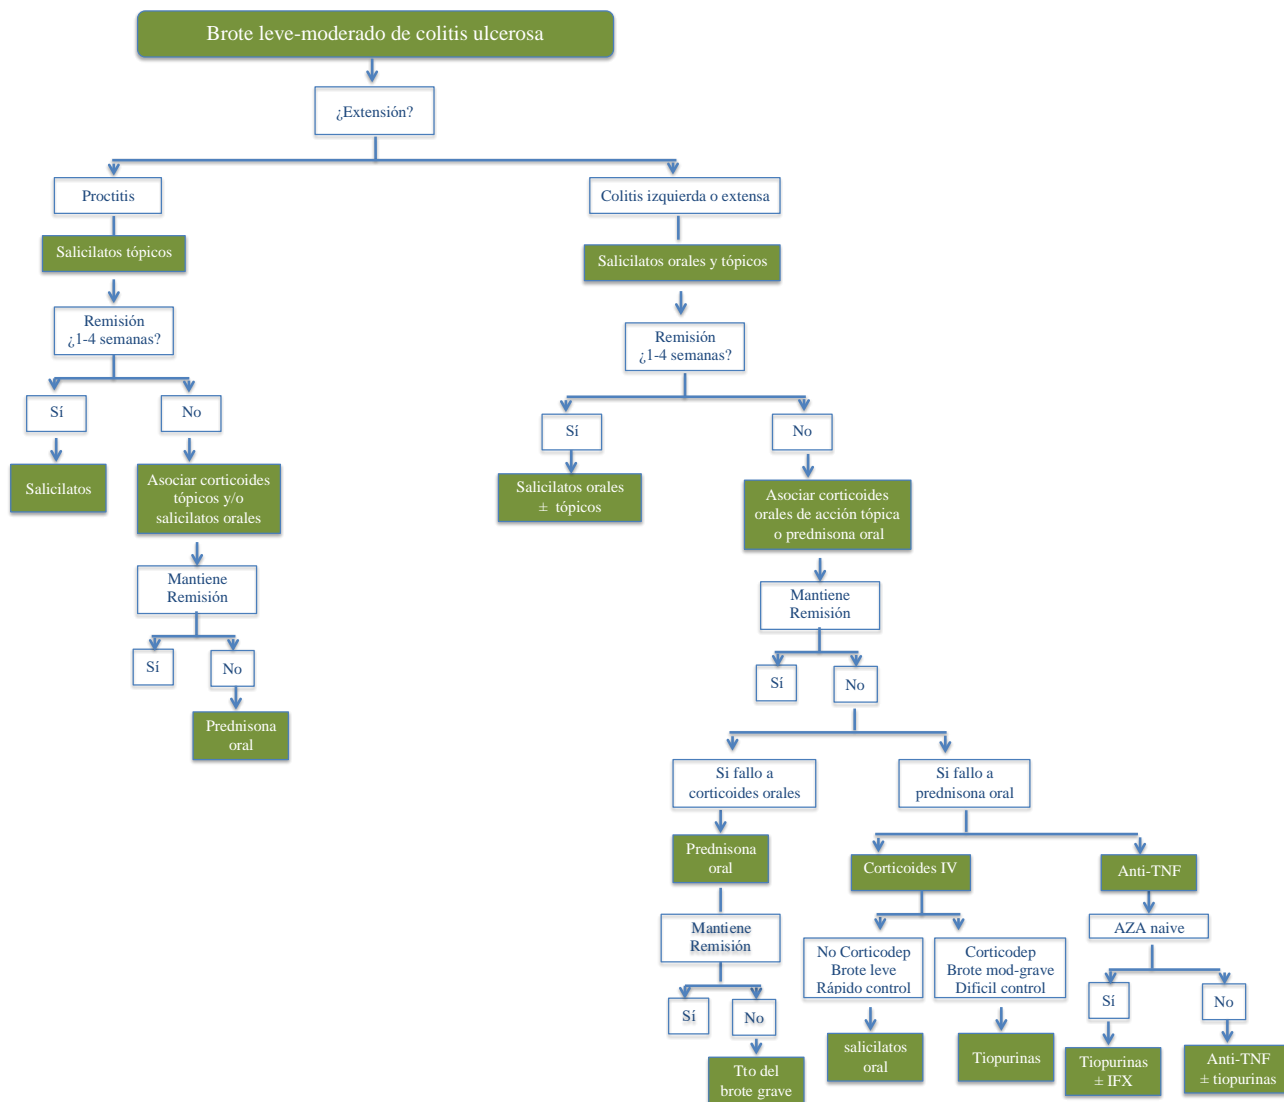 Brote leve-moderado de colitis ulcerosa
¿Extensión?
Proctitis
Colitis izquierda o extensa
Salicilatos tópicos
Salicilatos orales y tópicos
Remisión
¿1-4 semanas?
Remisión
¿1-4 semanas?
Sí
No
Sí
No
Salicilatos
Asociar corticoides
tópicos y/o
salicilatos orales
Salicilatos orales
± tópicos
Asociar corticoides
orales de acción tópica
o prednisona oral
Mantiene
Remisión
Mantiene
Remisión
Sí
No
Sí
No
Prednisona
oral
Si fallo a
corticoides orales
Si fallo a
prednisona oral
Prednisona
oral
Corticoides IV
Anti-TNF
Mantiene
Remisión
No Corticodep
Brote leve
Rápido control
Corticodep
Brote mod-grave
Dificil control
AZA naive
Sí
No
Sí
No
Tto del
brote grave
salicilatos
oral
Tiopurinas
Tiopurinas
± IFX
Anti-TNF
± tiopurinas